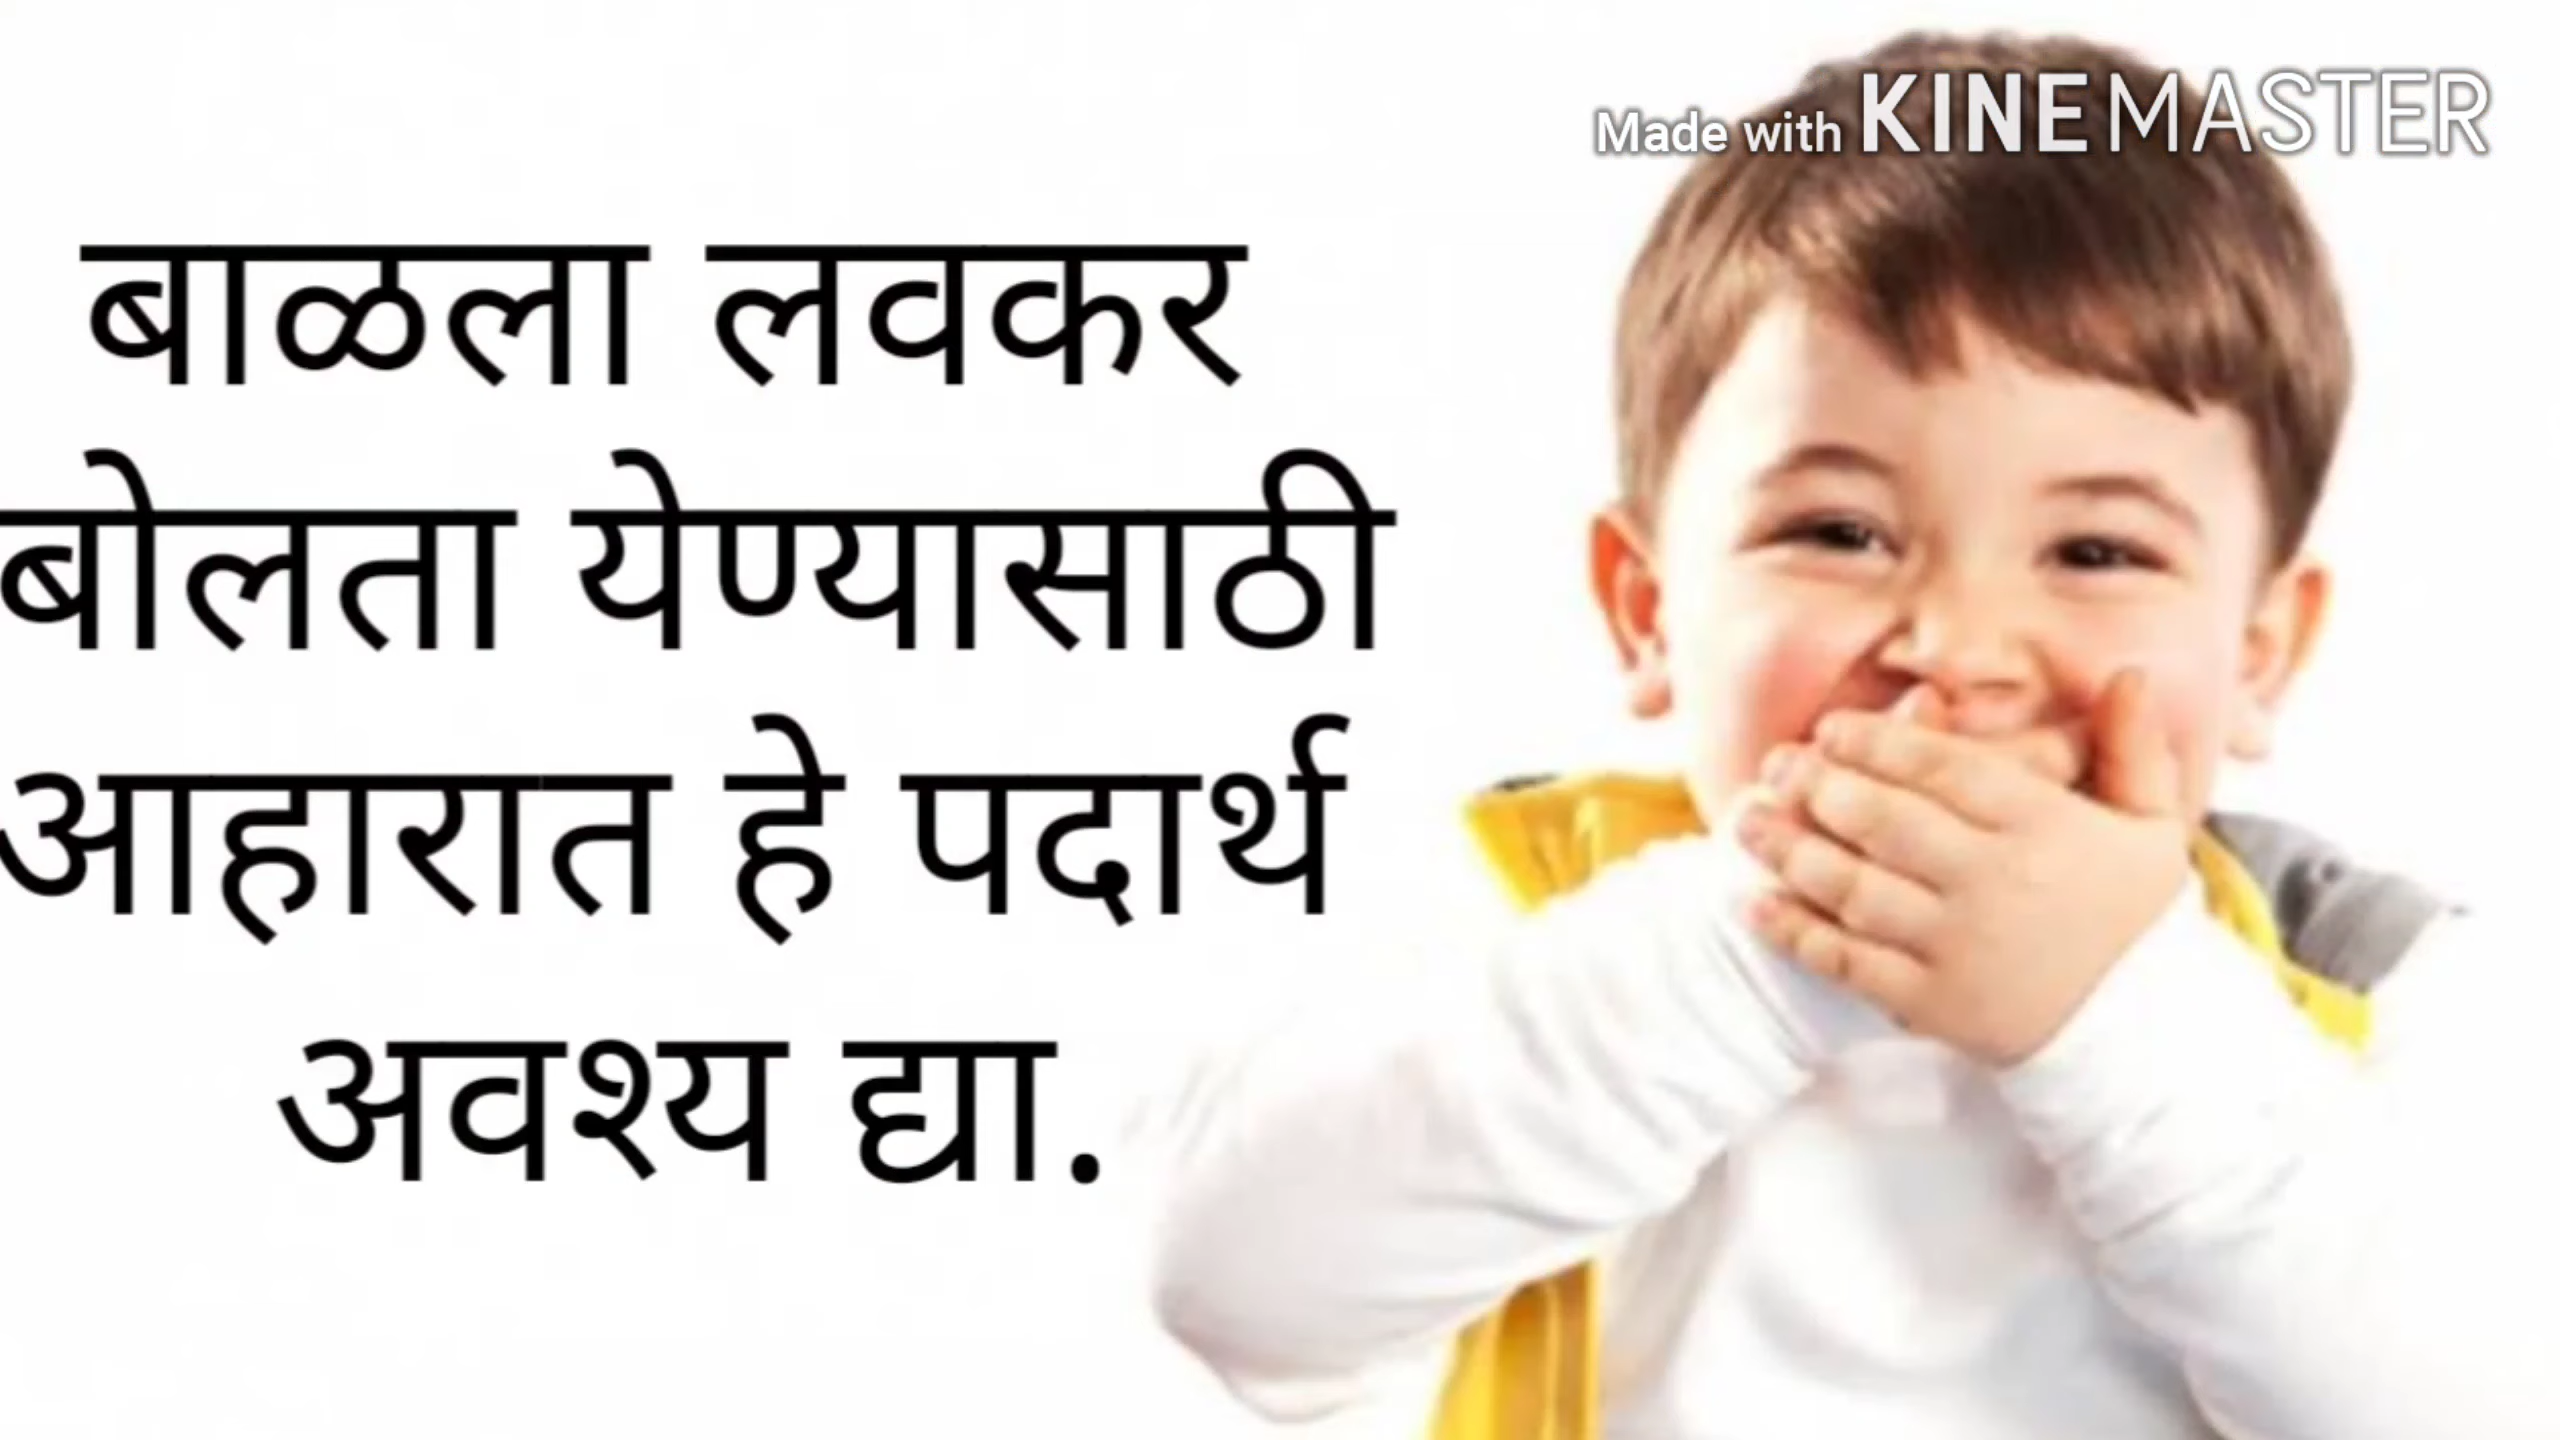 Made with KINEMASTER
बाळला लवकर
बोलता येण्यासाठी
आहारात हे पदार्थ
अवश्य द्या.